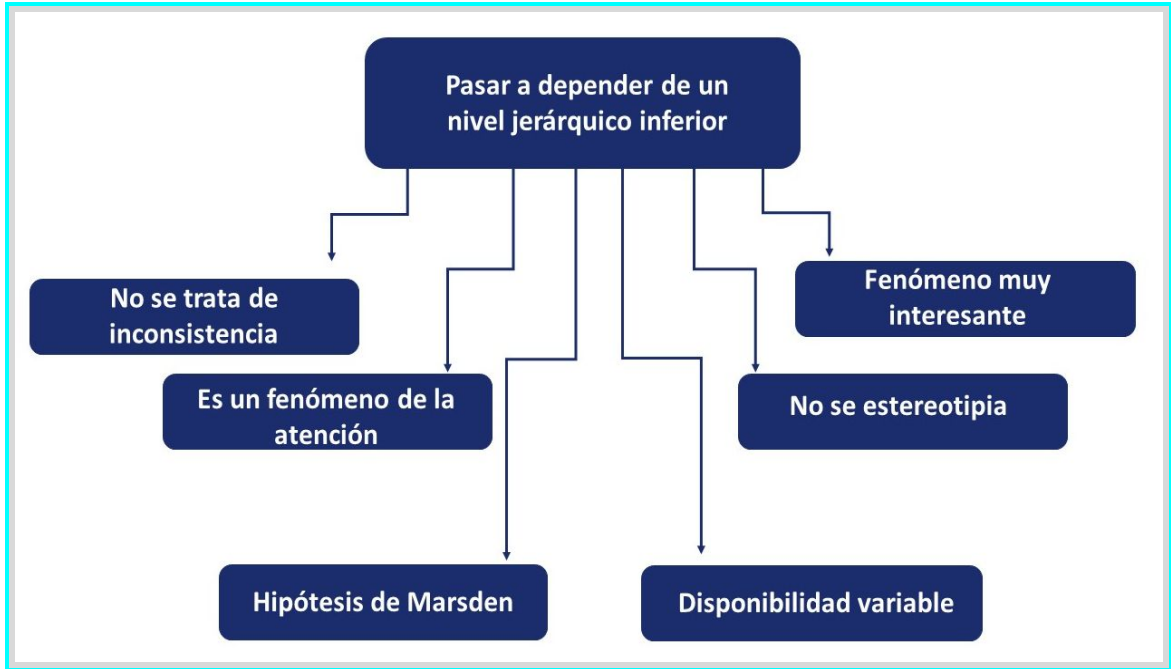 Pasar a depender de un
nivel jerárquico inferior
No se trata de
inconsistencia
Fenómeno muy
interesante
Es un fenómeno de la
atención
No se estereotipia
Hipótesis de Marsden
Disponibilidad variable